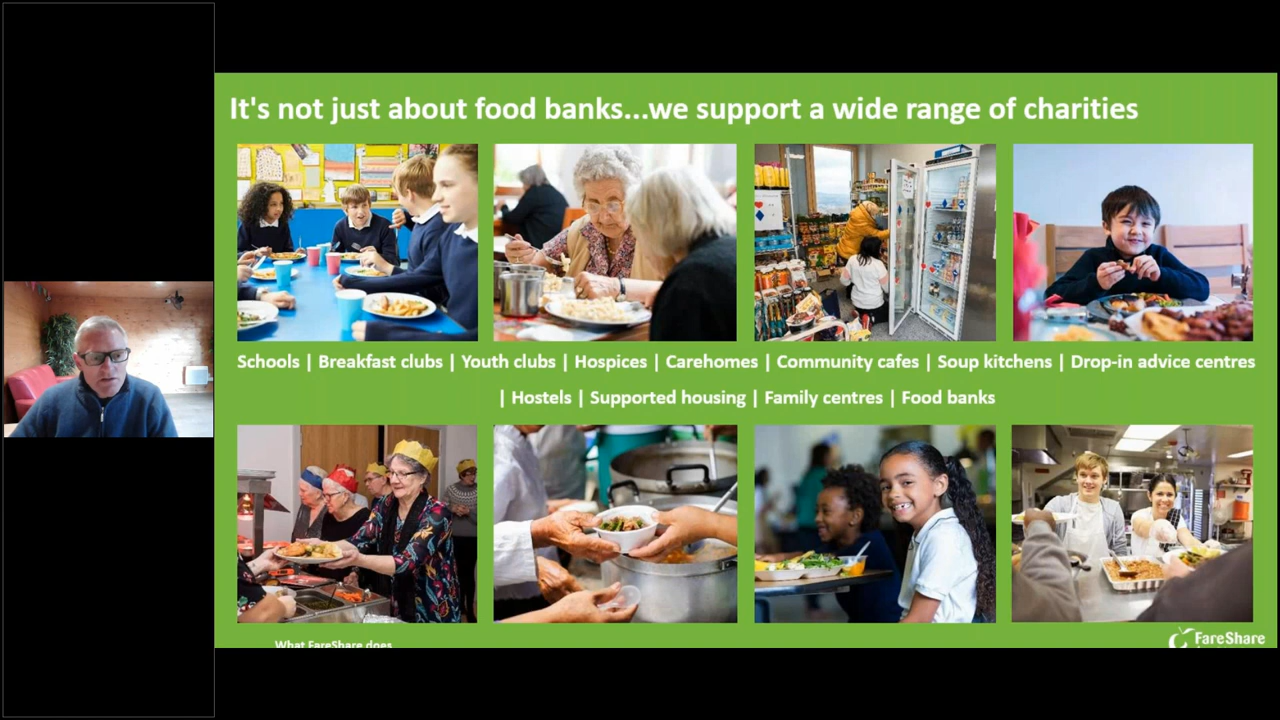 It's not just about food banks...we support a wide range of charities
Schools | Breakfast clubs | Youth clubs | Hospices | Carehomes | Community cafes | Soup kitchens | Drop-in advice centres
| Hostels | Supported housing | Family centres | Food banks
What FareShare does
FareShare